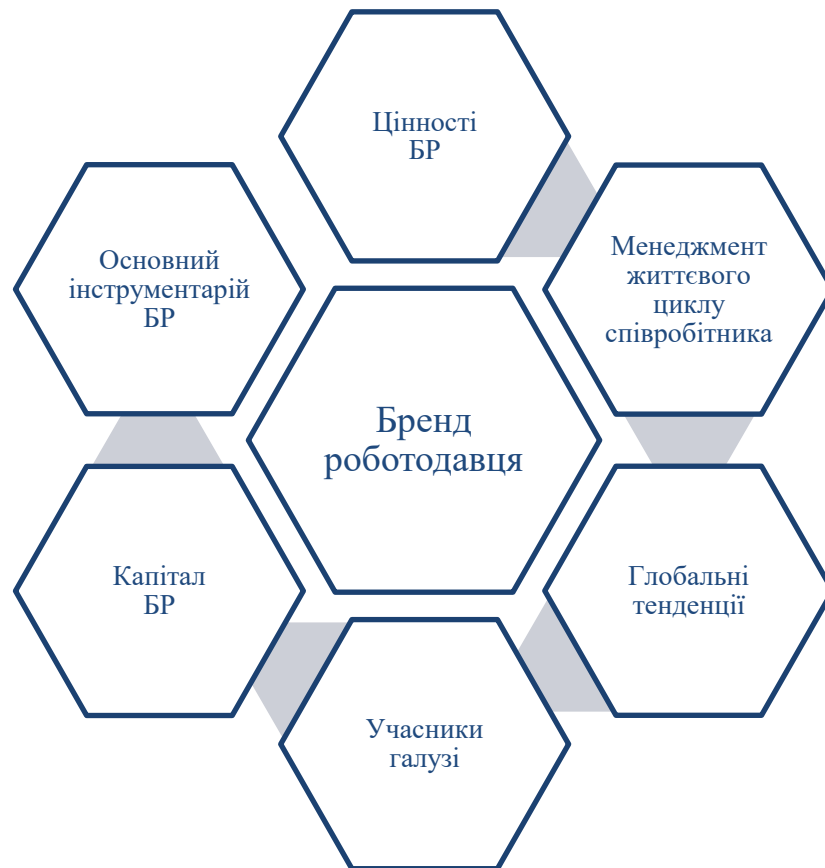 Цінності
БР
Основний
інструментарій
БР
Менеджмент
життєвого
циклу
співробітника
Бренд
роботодавця
Капітал
БР
Глобальні
тенденції
Учасники
галузі